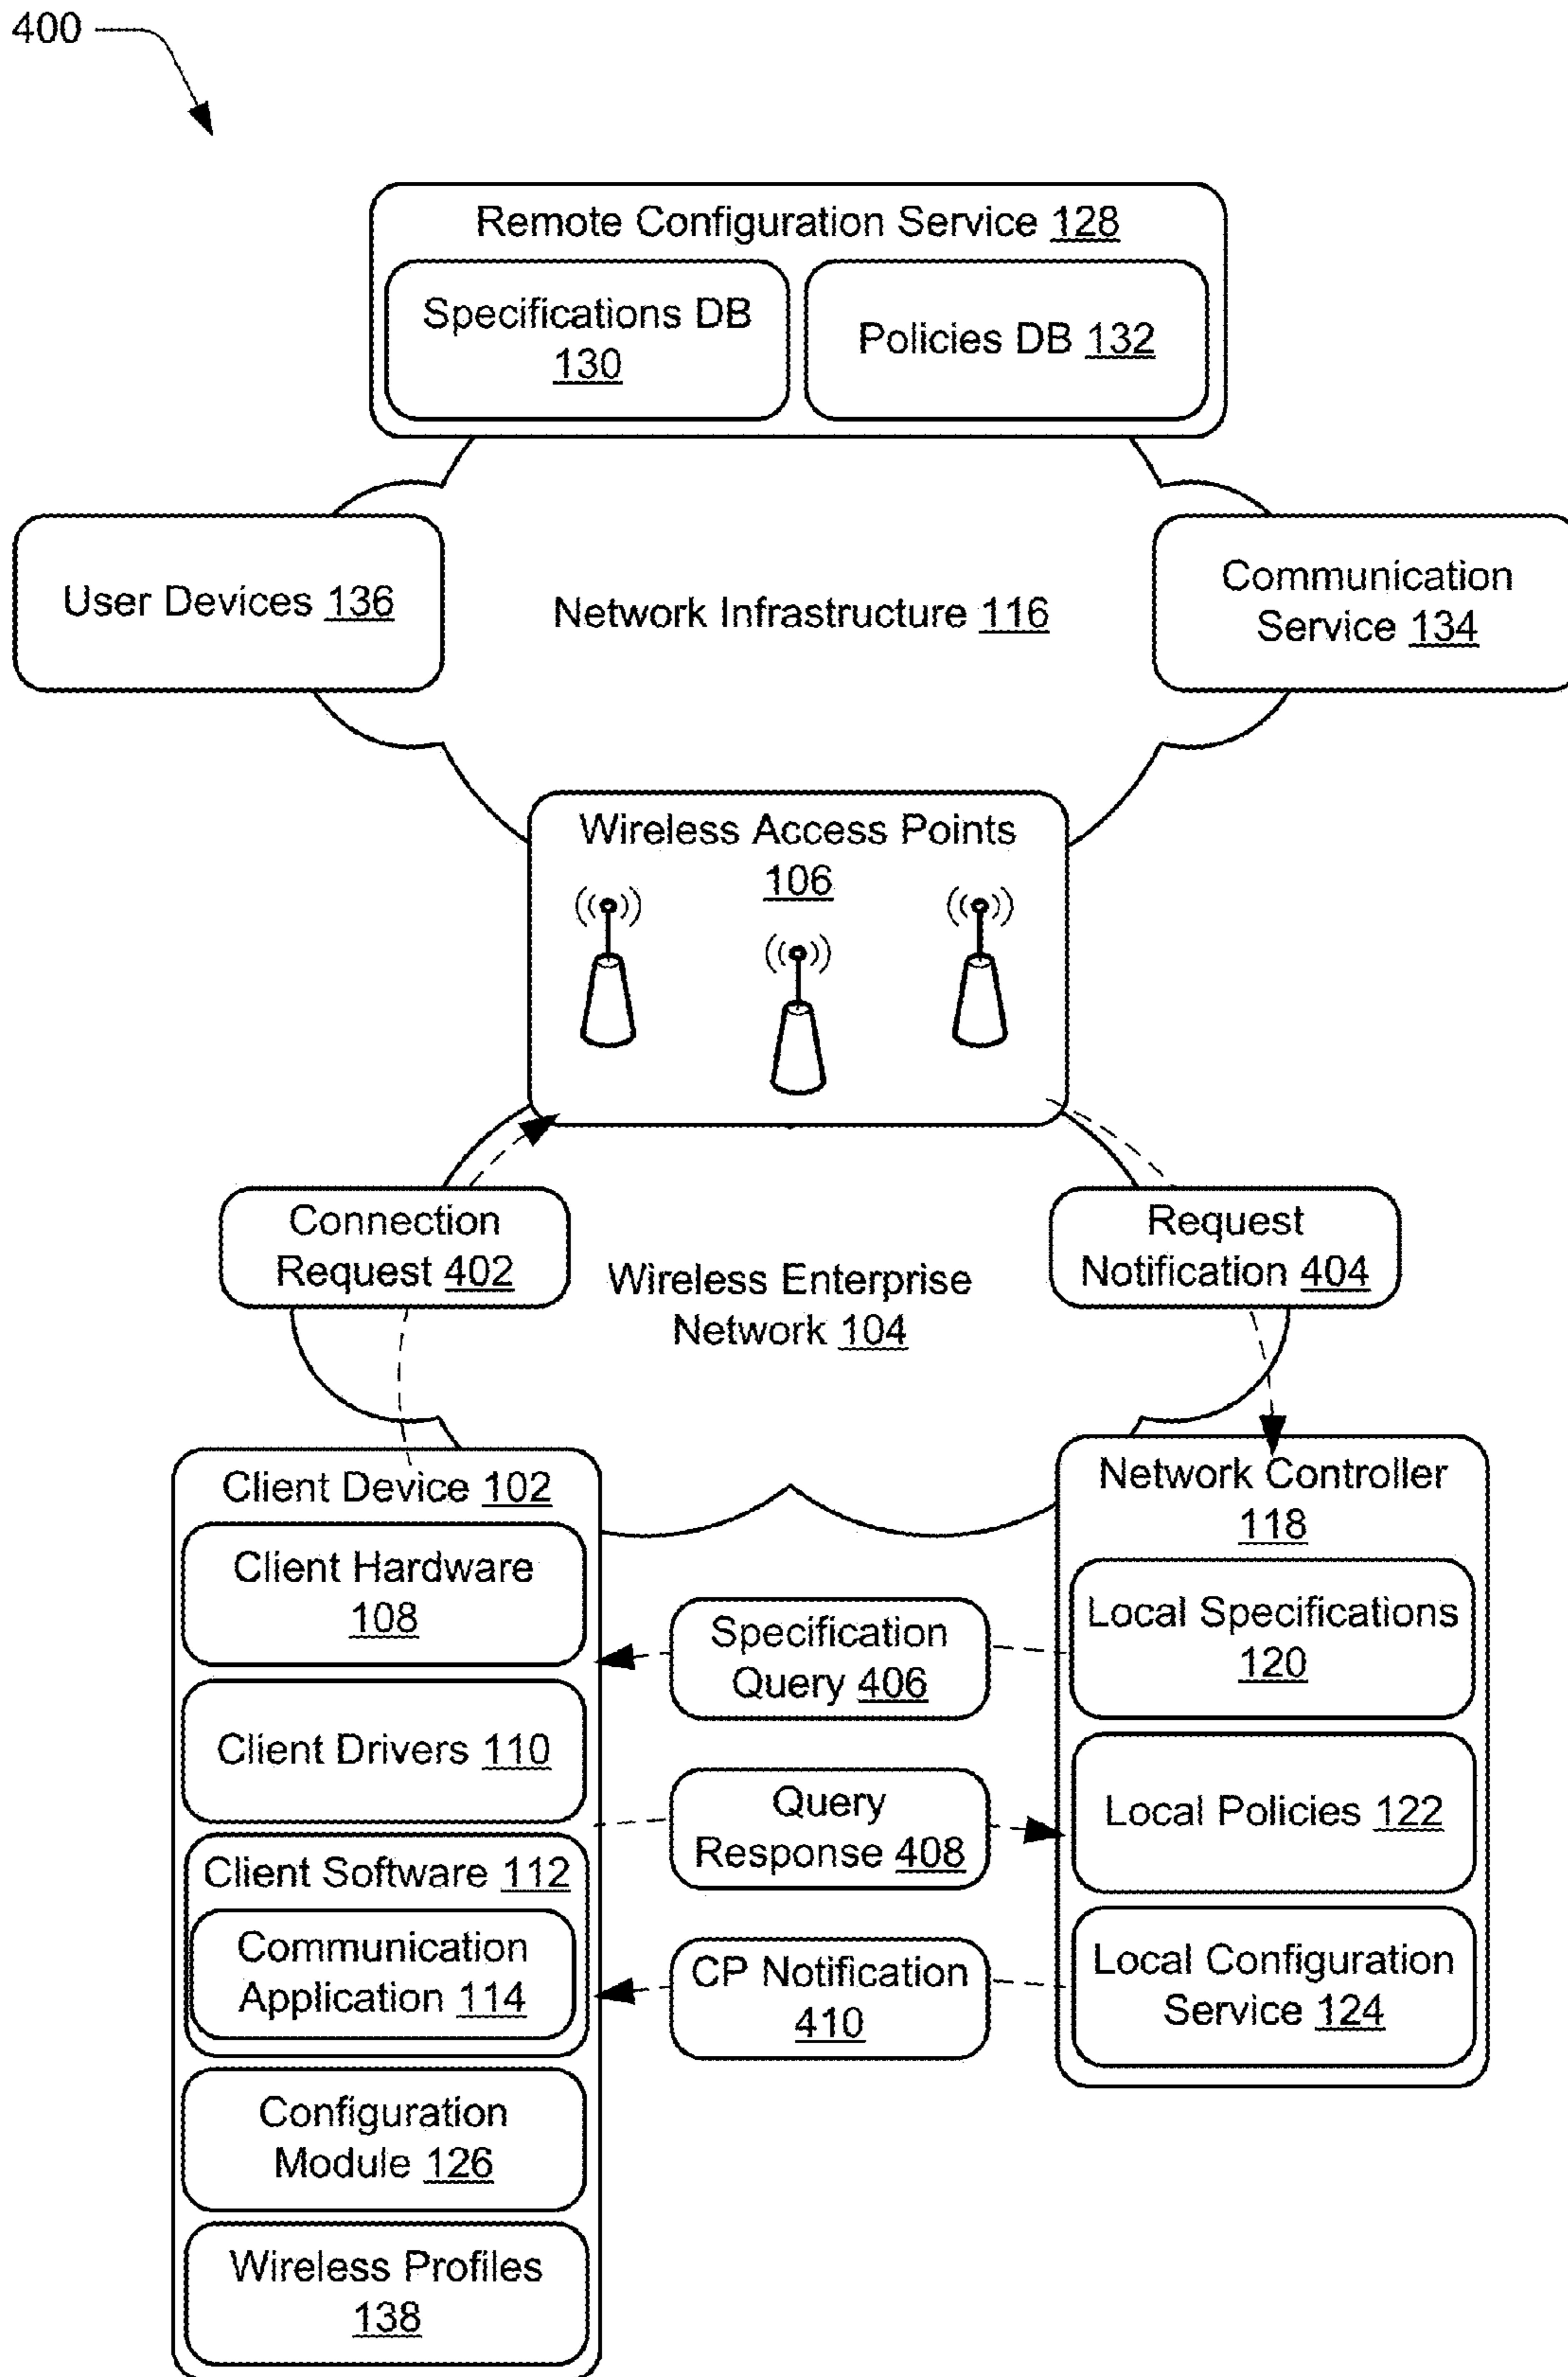 400
Remote Configuration Service 128
Specifications DB
130
Policies DB 132
User Devices 136
Network Infrastructure 116
Communication
Service 134
Wireless Access Points
106
Connection
Request 402
Request
Notification 404
Wireless Enterprise
Network 104
Client Device 102
Client Hardware
108
Client Drivers 110
Client Software 112
Communication
Application 114
Configuration
Module 126
Wireless Profiles
138
Specification
Query 406
Query
Response 408
CP Notification
410
Network Controller
118
Local Specifications
120
Local Policies 122
Local Configuration
Service 124